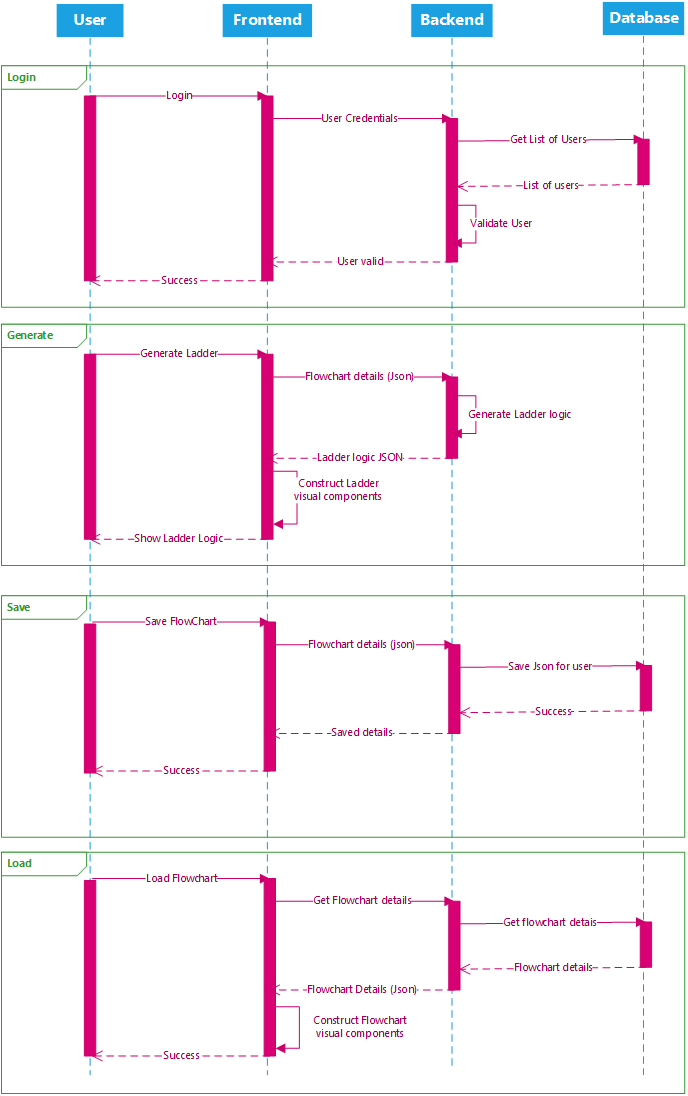 User
Frontend
Backend
Database
Login
Login
User Credentials
Get List of Users
List of users
Validate User
User valid
Success
Generate
Generate Ladder
Flowchart details (Json)
Generate Ladder logic
Ladder logic JSON
Construct Ladder
visual components
Show Ladder Logic
Save
Save FlowChart
Flowchart details (json)
Save Json for user
Success
Saved details
Success
Load
Load Flowchart
Get Flowchart details
Get flowchart detais
Flowchart details
Flowchart Details (Json)
Construct Flowchart
visual components
Success